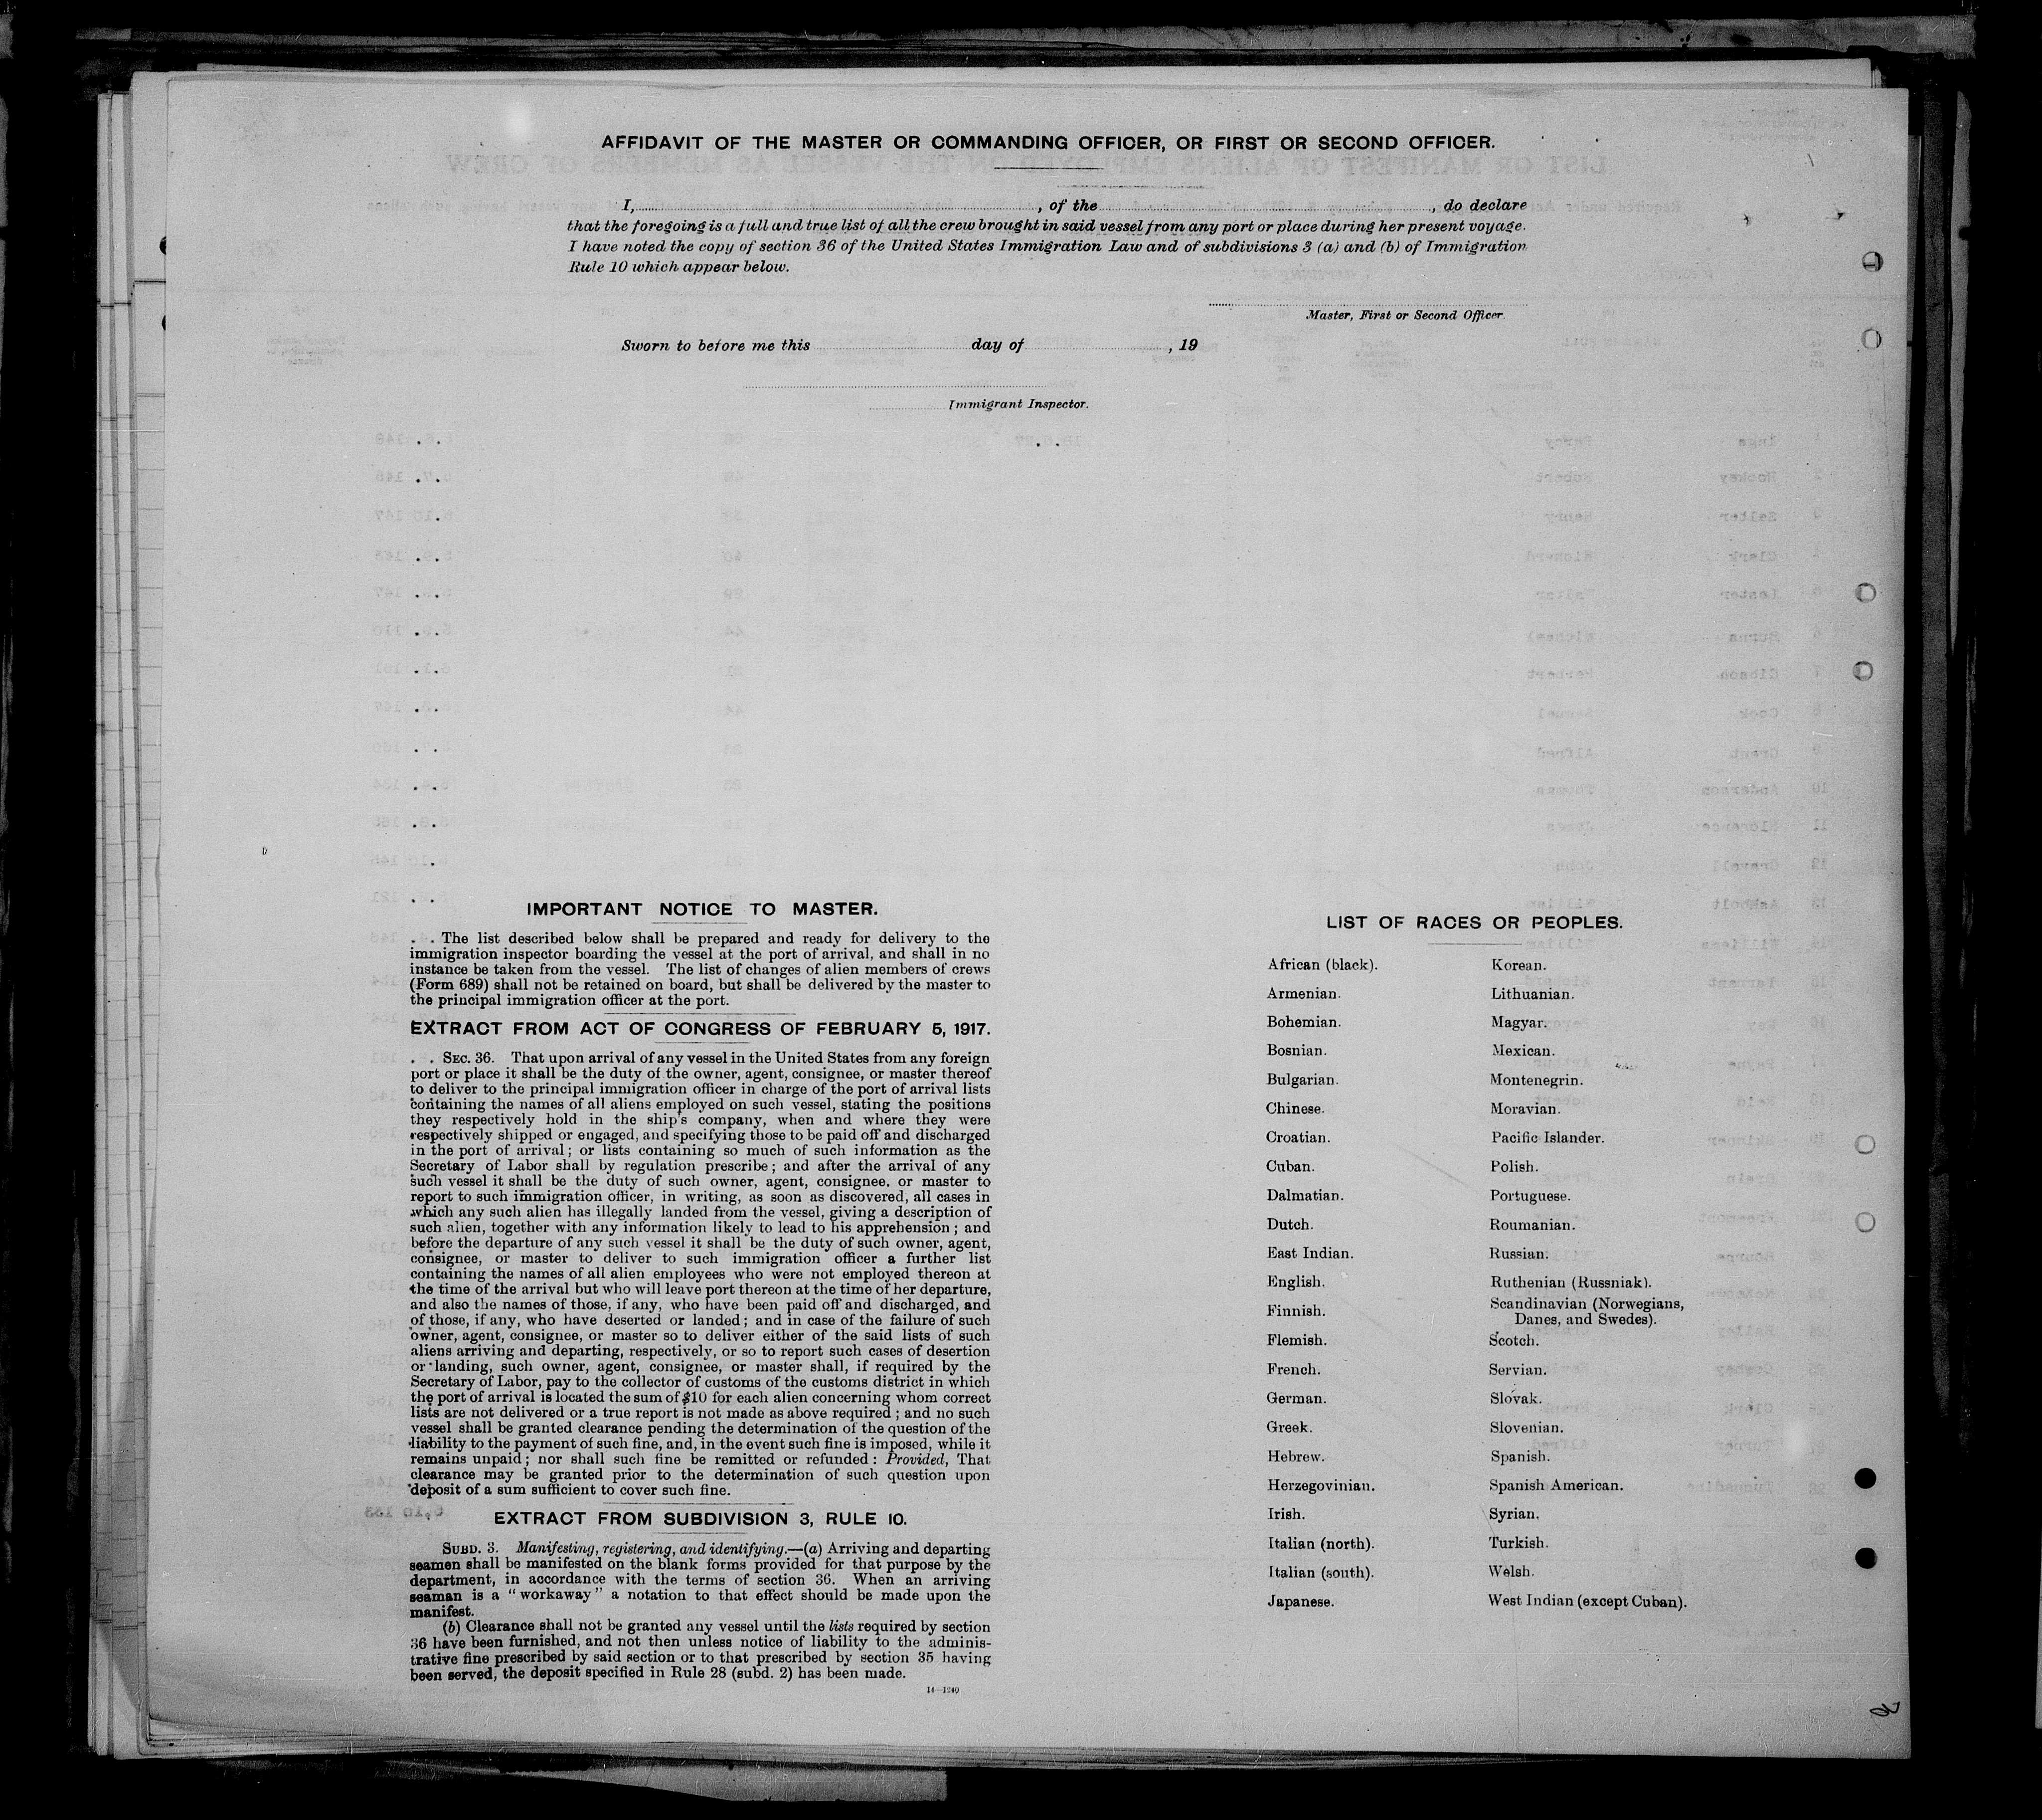 AFFIDAVIT OF THE MASTER OR COMMANDING OFFICER, OR FIRST OR SECOND OFFICER.
I, , of the , do declare
that the foregoing is a full and true list of all the crew brought in said vessel from any port or place during her present voyage.
I have noted the copy of section 36 of the United States Immigration Law and of subdivisions 3 (a) and (b) of Immigration
Rule 10 which appear below.
Master, First or Second Officer.
Sworn to before me this day of , 19
Immigrant Inspector.
IMPORTANT NOTICE TO MASTER.
The list described below shall be prepared and ready for delivery to the
immigration inspector boarding the vessel at the port of arrival, and shall in no
instance be taken from the vessel. The list of changes of alien members of crews
(Form 689) shall not be retained on board, but shall be delivered by the master to
the principal immigration officer at the port.
EXTRACT FROM ACT OF CONGRESS OF FEBRUARY 5, 1917.
SEC. 36. That upon arrival of any vessel in the United States from any foreign
port or place it shall be the duty of the owner, agent, consignee, or master thereof
to deliver to the principal immigration officer in charge of the port of arrival lists
containing the names of all aliens employed on such vessel, stating the positions
they respectively hold in the ship's company, when and where they were
respectively shipped or engaged, and specifying those to be paid off and discharged
in the port of arrival; or lists containing so much of such information as the
Secretary of Labor shall by regulation prescribe; and after the arrival of any
such vessel it shall be the duty of such owner, agent, consignee, or master to
report to such immigration officer, in writing, as soon as discovered, all cases in
which any such alien has illegally landed from the vessel, giving a description of
such alien, together with any information likely to lead to his apprehension; and
before the departure of any such vessel it shall be the duty of such owner, agent,
consignee, or master to deliver to such immigration officer a further list
containing the names of all alien employees who were not employed thereon at
the time of the arrival but who will leave port thereon at the time of her departure,
and also the names of those, if any, who have been paid off and discharged, and
of those, if any, who have deserted or landed; and in case of the failure of such
owner, agent, consignee, or master so to deliver either of the said lists of such
aliens arriving and departing, respectively, or so to report such cases of desertion
or landing, such owner, agent, consignee, or master shall, if required by the
Secretary of Labor, pay to the collector of customs of the customs district in which
the port of arrival is located the sum of $10 for each alien concerning whom correct
lists are not delivered or a true report is not made as above required; and no such
vessel shall be granted clearance pending the determination of the question of the
liability to the payment of such fine, and, in the event such fine is imposed, while it
remains unpaid; nor shall such fine be remitted or refunded: Provided, That
clearance may be granted prior to the determination of such question upon
deposit of a sum sufficient to cover such fine.
EXTRACT FROM SUBDIVISION 3, RULE 10.
SUBD. 3. Manifesting, registering, and identifying.—(a) Arriving and departing
seamen shall be manifested on the blank forms provided for that purpose by the
department, in accordance with the terms of section 36. When an arriving
seaman is a "workaway" a notation to that effect should be made upon the
manifest.
(b) Clearance shall not be granted any vessel until the lists required by section
36 have been furnished, and not then unless notice of liability to the adminis-
trative fine prescribed by said section or to that prescribed by section 35 having
been served, the deposit specified in Rule 28 (subd. 2) has been made.
14—1240
LIST OF RACES OR PEOPLES.
African (black).
Armenian.
Bohemian.
Bosnian.
Bulgarian.
Chinese.
Croatian.
Cuban.
Dalmatian.
Dutch.
East Indian.
English.
Finnish.
Flemish.
French.
German.
Greek.
Hebrew.
Herzegovinian.
Irish.
Italian (north).
Italian (south).
Japanese.
Korean.
Lithuanian.
Magyar.
Mexican.
Montenegrin.
Moravian.
Pacific Islander.
Polish.
Portuguese.
Roumanian.
Russian.
Ruthenian (Russniak).
Scandinavian (Norwegians,
Danes, and Swedes).
Scotch.
Servian.
Slovak.
Slovenian.
Spanish.
Spanish American.
Syrian.
Turkish.
Welsh.
West Indian (except Cuban).